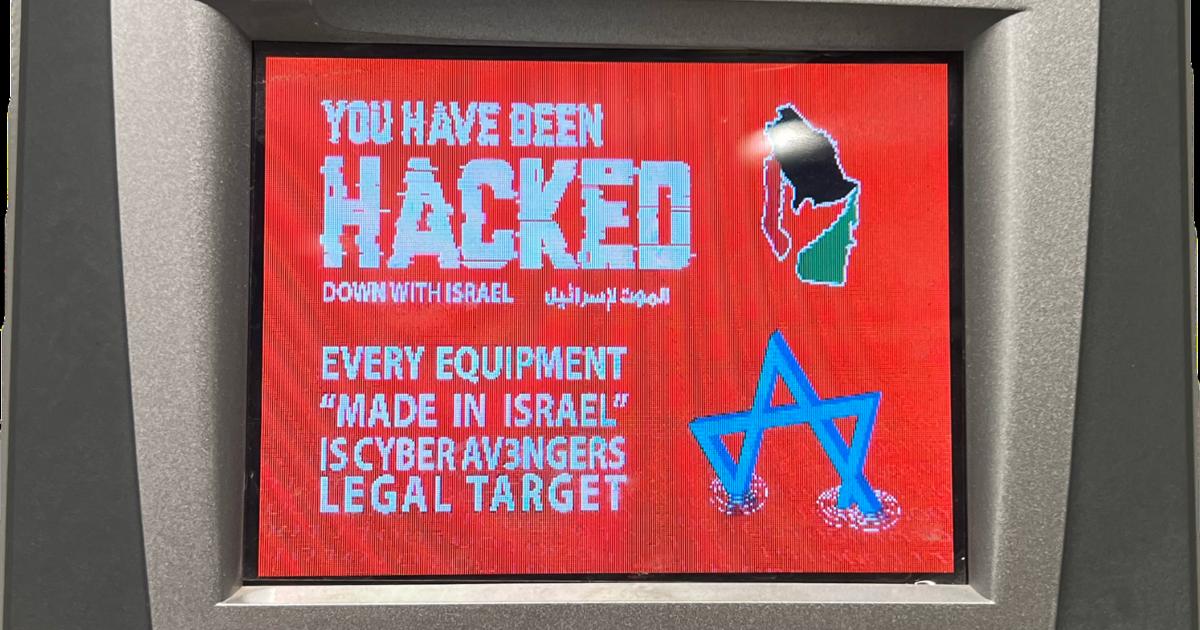 YOU HAVE BEEN
HACKED
DOWN WITH ISRAEL الموت لإسرائيل
EVERY EQUIPMENT
“MADE IN ISRAEL”
IS CYBER AV3NGERS
LEGAL TARGET